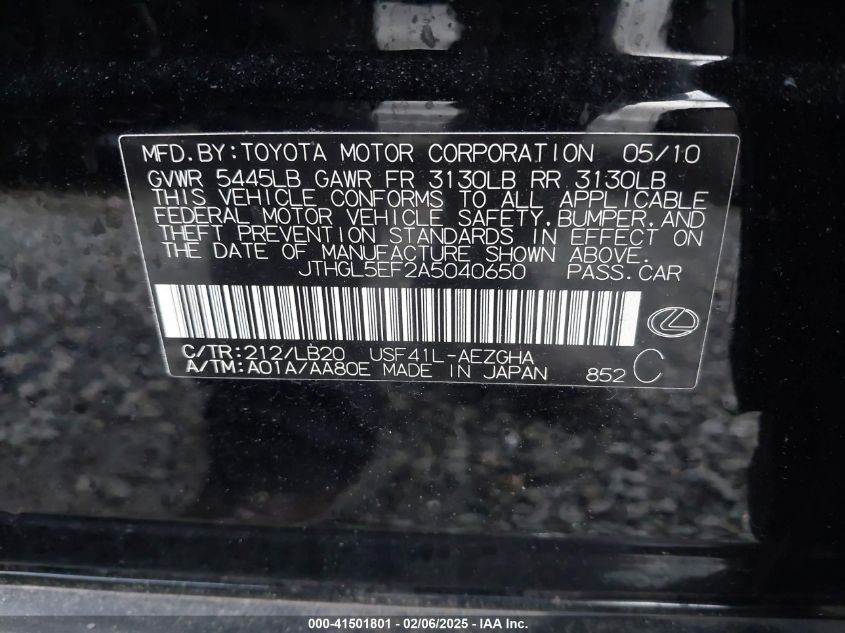 MFD.BY:TOYOTA MOTOR CORPORATION 05/10
GVWR 5445LB GAWR FR 3130LB RR 3130LB
THIS VEHICLE CONFORMS TO ALL APPLICABLE
FEDERAL MOTOR VEHICLE SAFETY,BUMPER,AND
THEFT PREVENTION STANDARDS IN EFFECT ON
THE DATE OF MANUFACTURE SHOWN ABOVE.
JTHGL5EF2A5040650 PASS.CAR
C/TR:212/LB20 USF41L-AEZGHA
A/TM:A01A/AA80E MADE IN JAPAN 852 C
000-41501801 - 02/06/2025 - IAA Inc.